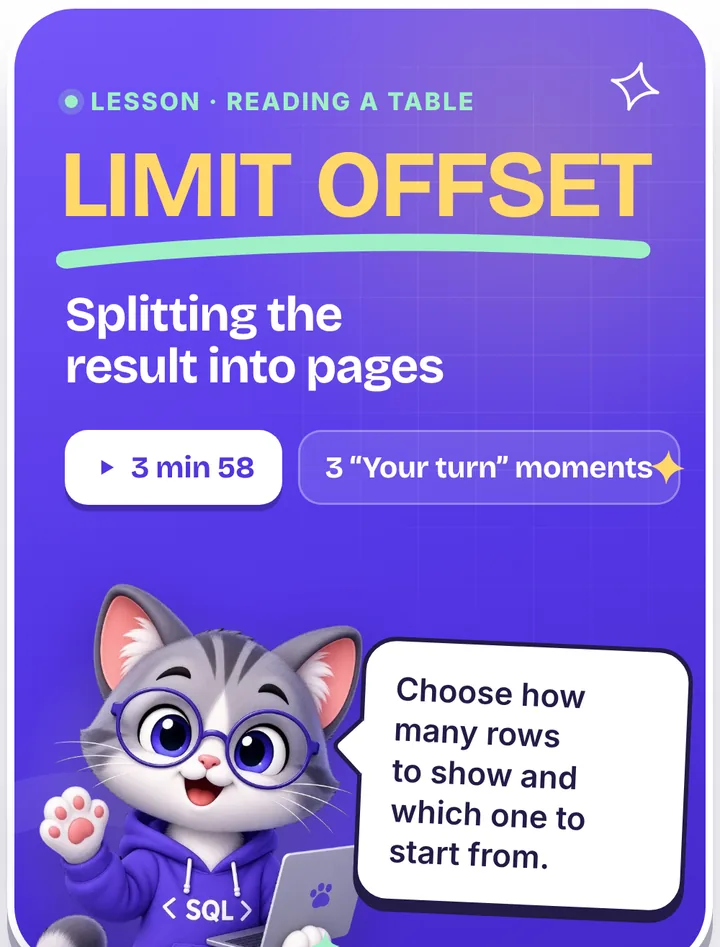 LESSON · READING A TABLE
LIMIT OFFSET
Splitting the
result into pages
3 min 58
3 “Your turn” moments
Choose how
many rows
to show and
which one to
start from.
< SQL >